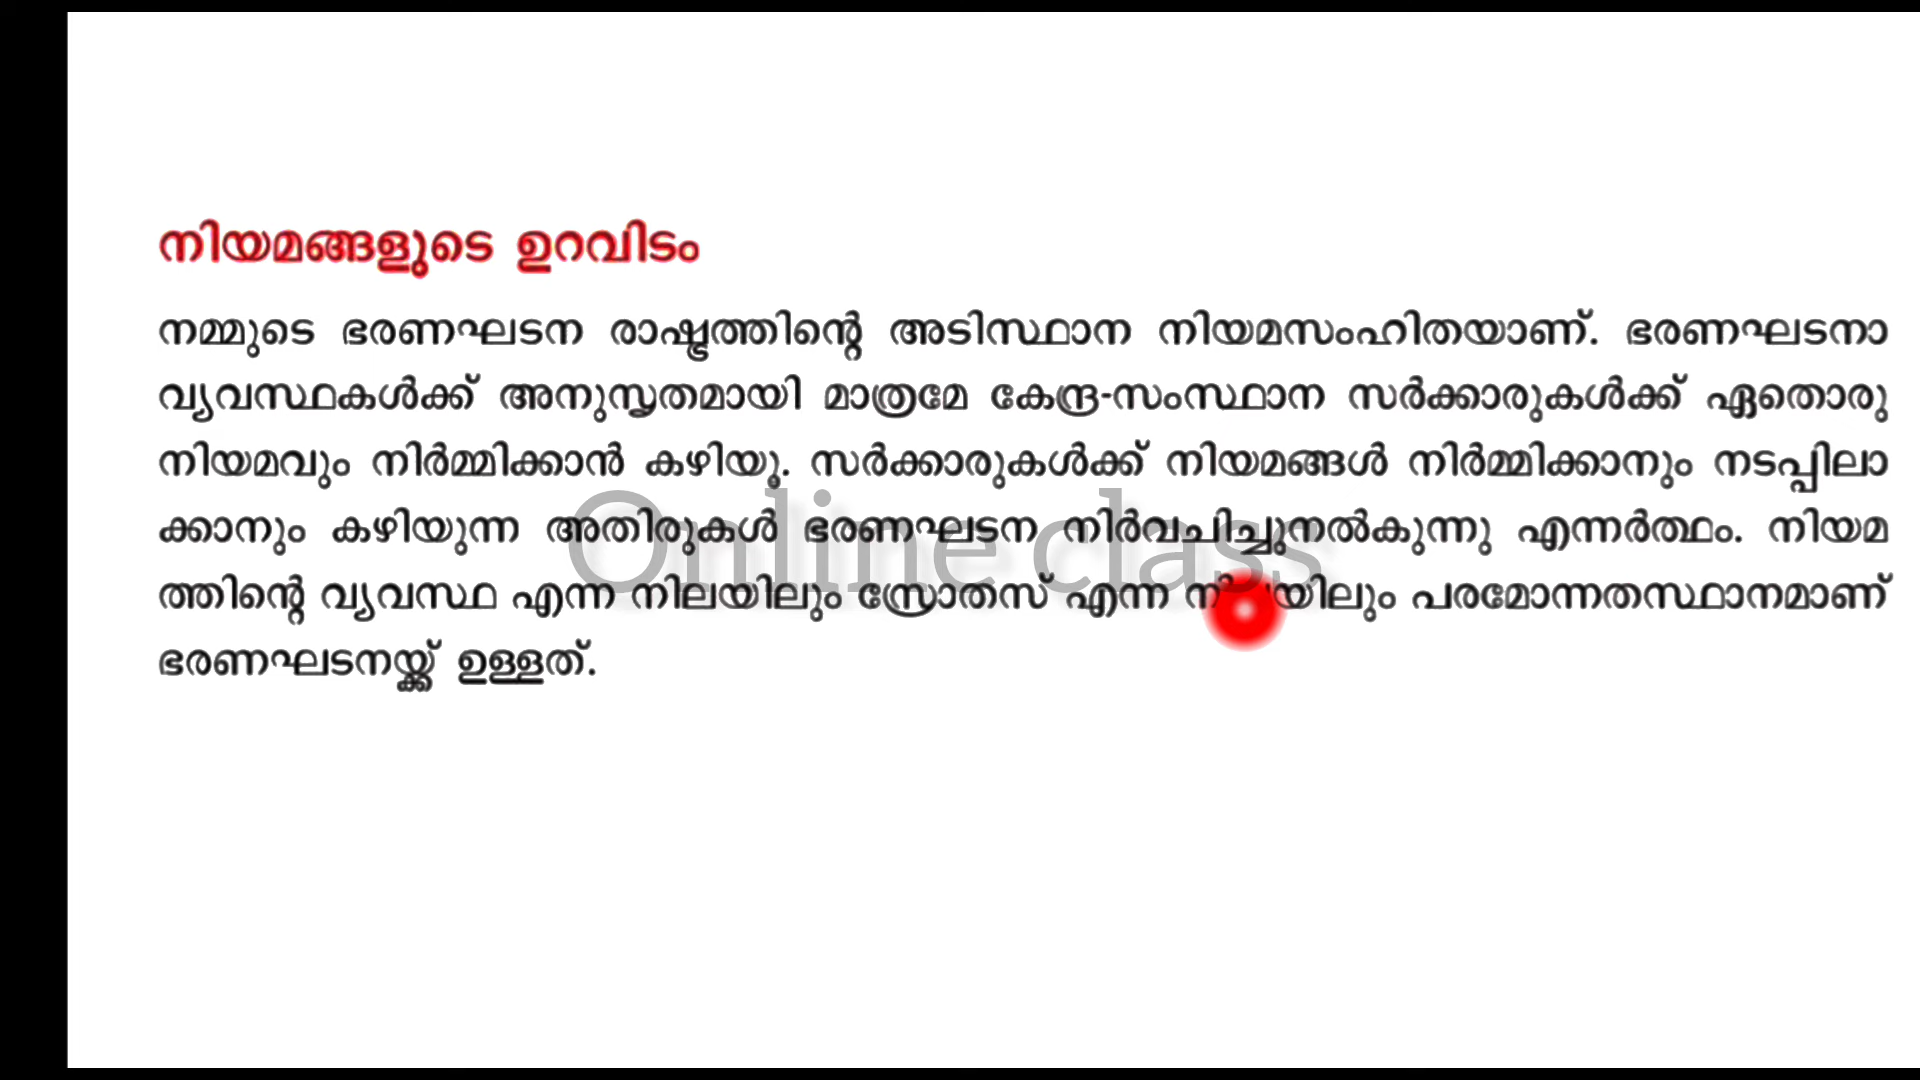 നിയമങ്ങളുടെ ഉറവിടം
നമ്മുടെ ഭരണഘടന രാഷ്ട്രത്തിന്റെ അടിസ്ഥാന നിയമസംഹിതയാണ്. ഭരണഘടനാ
വ്യവസ്ഥകൾക്ക് അനുസൃതമായി മാത്രമേ കേന്ദ്ര-സംസ്ഥാന സർക്കാരുകൾക്ക് ഏതൊരു
നിയമവും നിർമ്മിക്കാൻ കഴിയൂ. സർക്കാരുകൾക്ക് നിയമങ്ങൾ നിർമ്മിക്കാനും നടപ്പിലാ
ക്കാനും കഴിയുന്ന അതിരുകൾ ഭരണഘടന നിർവചിച്ചുനൽകുന്നു എന്നർത്ഥം. നിയമ
Online class
ത്തിന്റെ വ്യവസ്ഥ എന്ന നിലയിലും സ്രോതസ് എന്ന പരമോന്നതസ്ഥാനമാണ്
ഭരണഘടനയ്ക്ക് ഉള്ളത്.